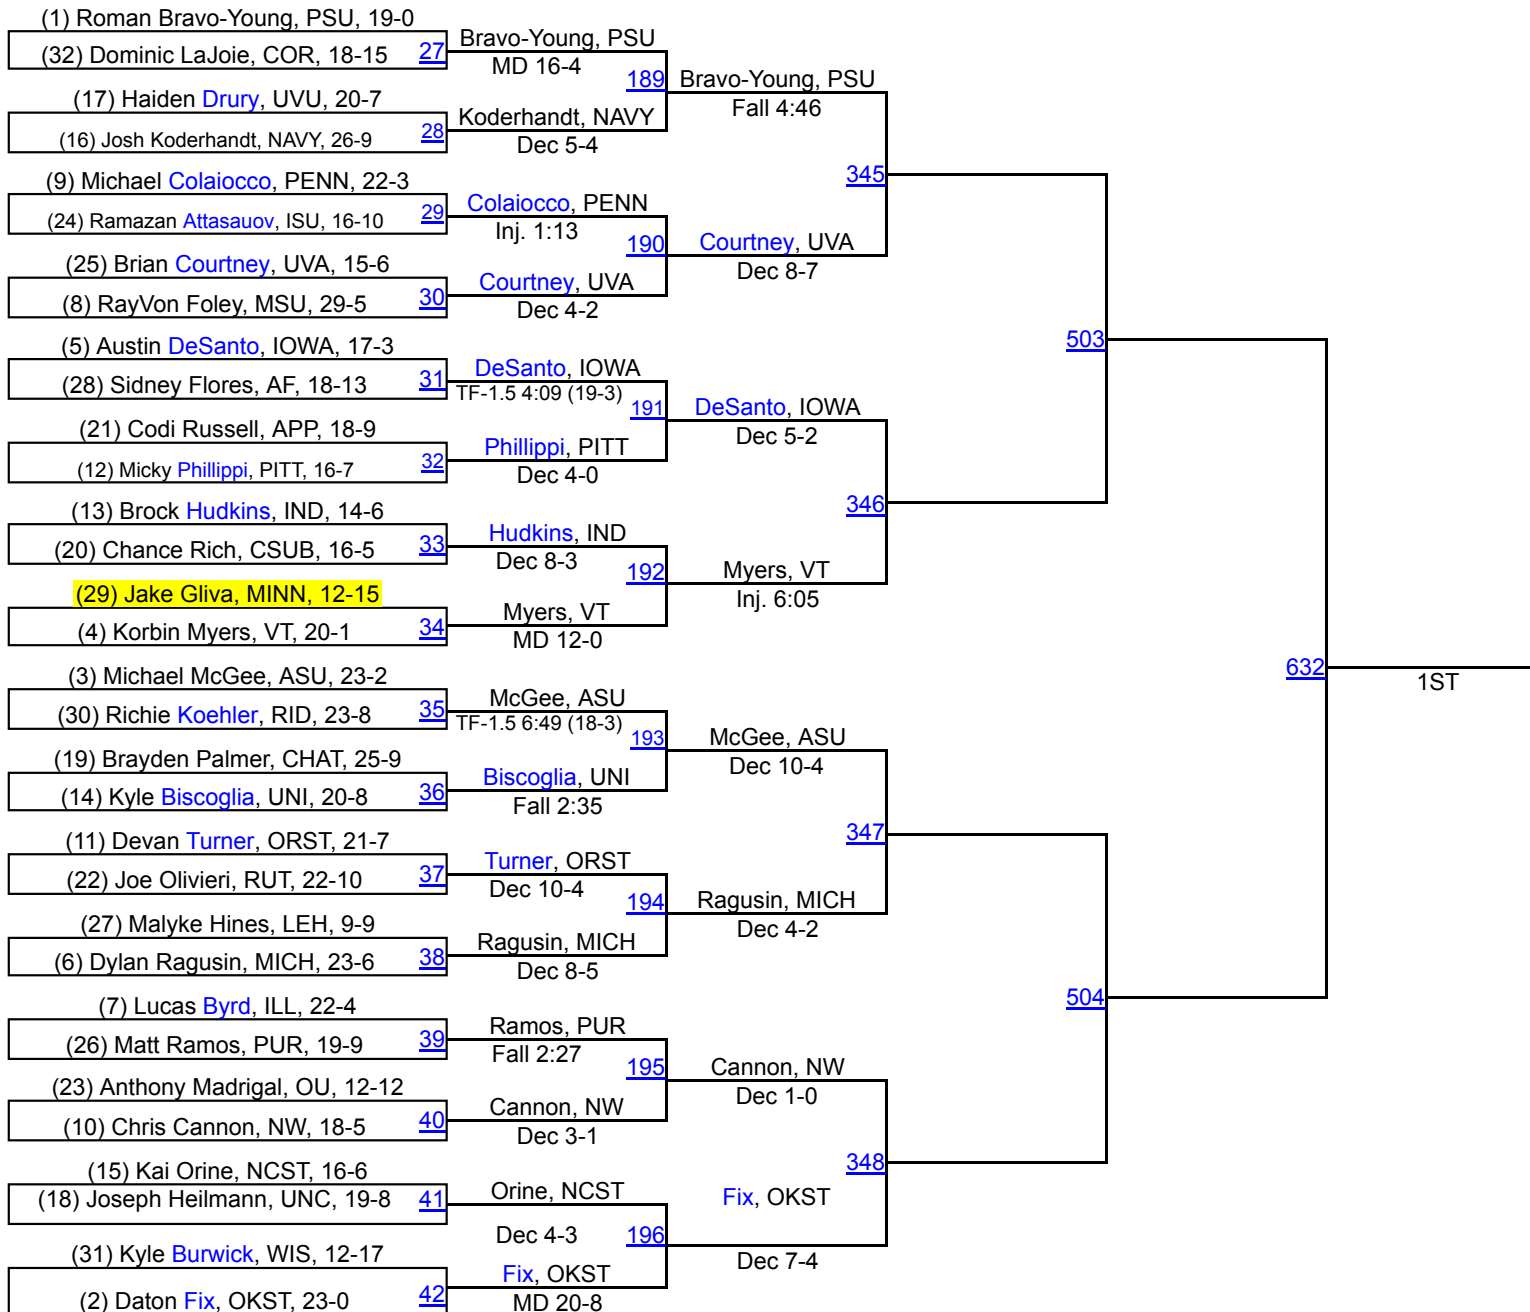 (1) Roman Bravo-Young, PSU, 19-0
(32) Dominic LaJoie, COR, 18-15
27
Bravo-Young, PSU
MD 16-4
189
Bravo-Young, PSU
Fall 4:46
(17) Haiden Drury, UVU, 20-7
(16) Josh Koderhandt, NAVY, 26-9
28
Koderhandt, NAVY
Dec 5-4
345
(9) Michael Colaiocco, PENN, 22-3
(24) Ramazan Attasauov, ISU, 16-10
29
Colaiocco, PENN
Inj. 1:13
190
Courtney, UVA
Dec 8-7
(25) Brian Courtney, UVA, 15-6
(8) RayVon Foley, MSU, 29-5
30
Courtney, UVA
Dec 4-2
503
(5) Austin DeSanto, IOWA, 17-3
(28) Sidney Flores, AF, 18-13
31
DeSanto, IOWA
TF-1.5 4:09 (19-3)
191
DeSanto, IOWA
Dec 5-2
(21) Codi Russell, APP, 18-9
(12) Micky Phillippi, PITT, 16-7
32
Phillippi, PITT
Dec 4-0
346
(13) Brock Hudkins, IND, 14-6
(20) Chance Rich, CSUB, 16-5
33
Hudkins, IND
Dec 8-3
192
Myers, VT
Inj. 6:05
(29) Jake Gliva, MINN, 12-15
(4) Korbin Myers, VT, 20-1
34
Myers, VT
MD 12-0
632
1ST
(3) Michael McGee, ASU, 23-2
(30) Richie Koehler, RID, 23-8
35
McGee, ASU
TF-1.5 6:49 (18-3)
193
McGee, ASU
Dec 10-4
(19) Brayden Palmer, CHAT, 25-9
(14) Kyle Biscoglia, UNI, 20-8
36
Biscoglia, UNI
Fall 2:35
347
(11) Devan Turner, ORST, 21-7
(22) Joe Olivieri, RUT, 22-10
37
Turner, ORST
Dec 10-4
194
Ragusin, MICH
Dec 4-2
(27) Malyke Hines, LEH, 9-9
(6) Dylan Ragusin, MICH, 23-6
38
Ragusin, MICH
Dec 8-5
504
(7) Lucas Byrd, ILL, 22-4
(26) Matt Ramos, PUR, 19-9
39
Ramos, PUR
Fall 2:27
195
Cannon, NW
Dec 1-0
(23) Anthony Madrigal, OU, 12-12
(10) Chris Cannon, NW, 18-5
40
Cannon, NW
Dec 3-1
348
(15) Kai Orine, NCST, 16-6
(18) Joseph Heilmann, UNC, 19-8
41
Orine, NCST
Dec 4-3
196
Fix, OKST
Dec 7-4
(31) Kyle Burwick, WIS, 12-17
(2) Daton Fix, OKST, 23-0
42
Fix, OKST
MD 20-8